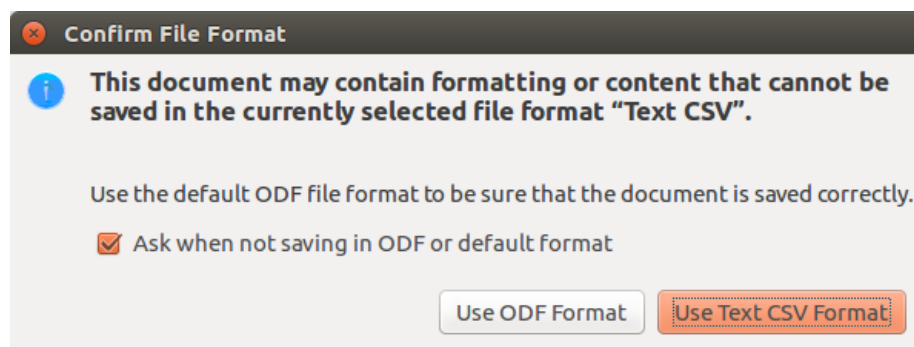 Confirm File Format
This document may contain formatting or content that cannot be
saved in the currently selected file format “Text CSV”.
Use the default ODF file format to be sure that the document is saved correctly.
Ask when not saving in ODF or default format
Use ODF Format Use Text CSV Format